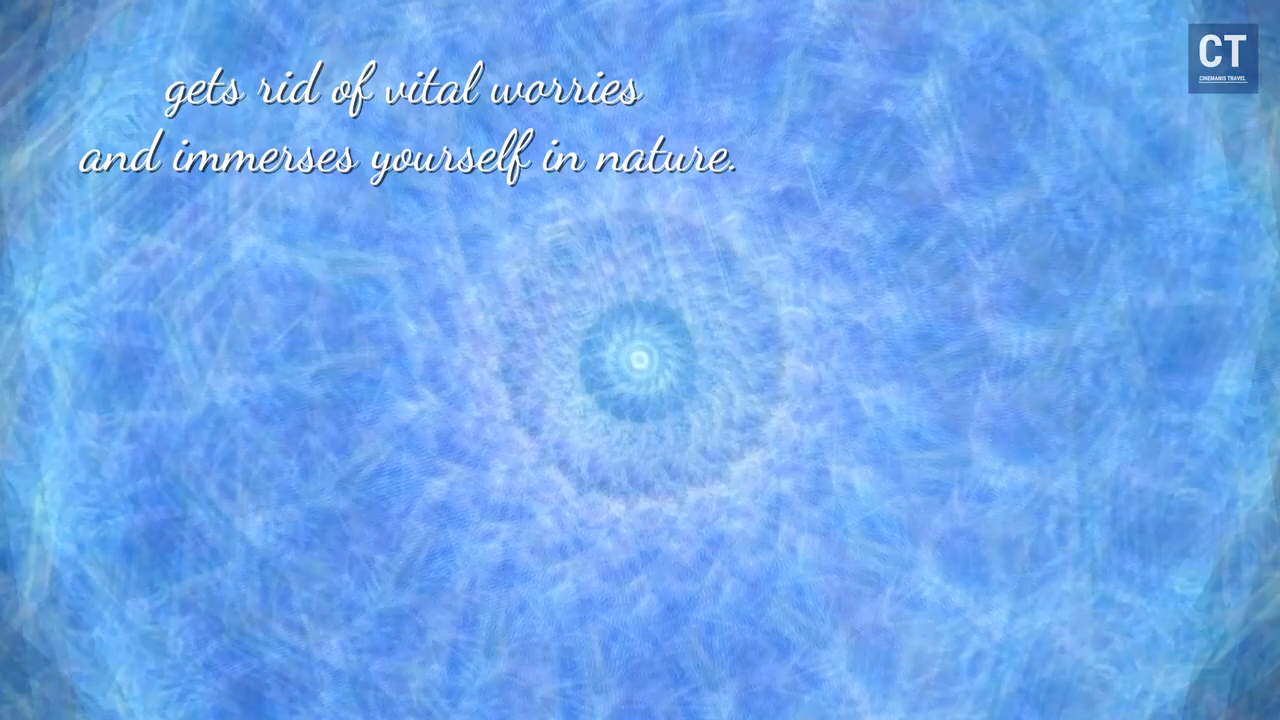 gets rid of vital worries
and immerses yourself in nature.
CT
CINEMANIS TRAVEL